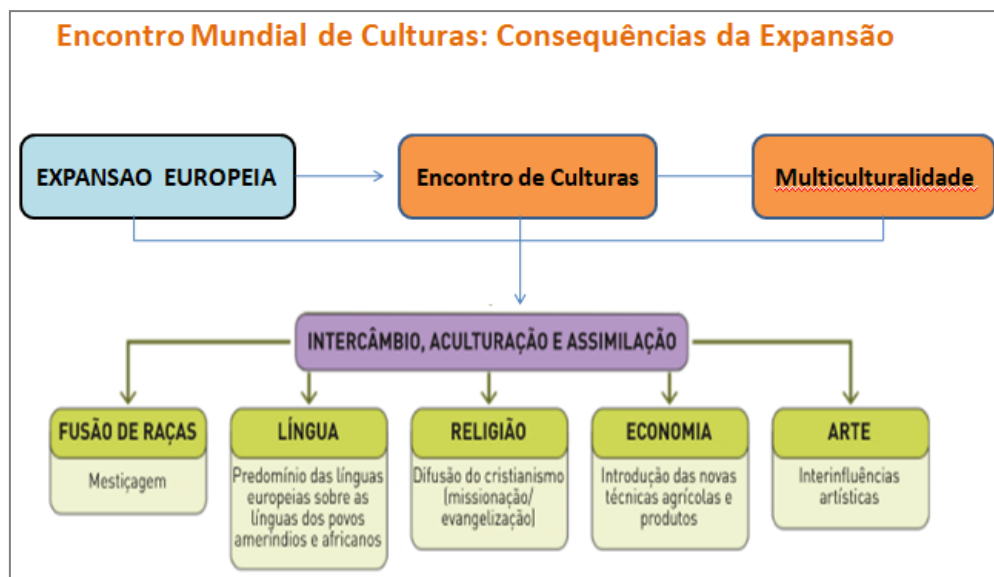 Encontro Mundial de Culturas: Consequências da Expansão
EXPANSAO EUROPEIA
Encontro de Culturas
Multiculturalidade
INTERCÂMBIO, ACULTURAÇÃO E ASSIMILAÇÃO
FUSÃO DE RAÇAS
Mestiçagem
LÍNGUA
Predomínio das línguas
europeias sobre as
línguas dos povos
ameríndios e africanos
RELIGIÃO
Difusão do cristianismo
(missionação/
evangelização)
ECONOMIA
Introdução das novas
técnicas agrícolas e
produtos
ARTE
Interinfluências
artísticas